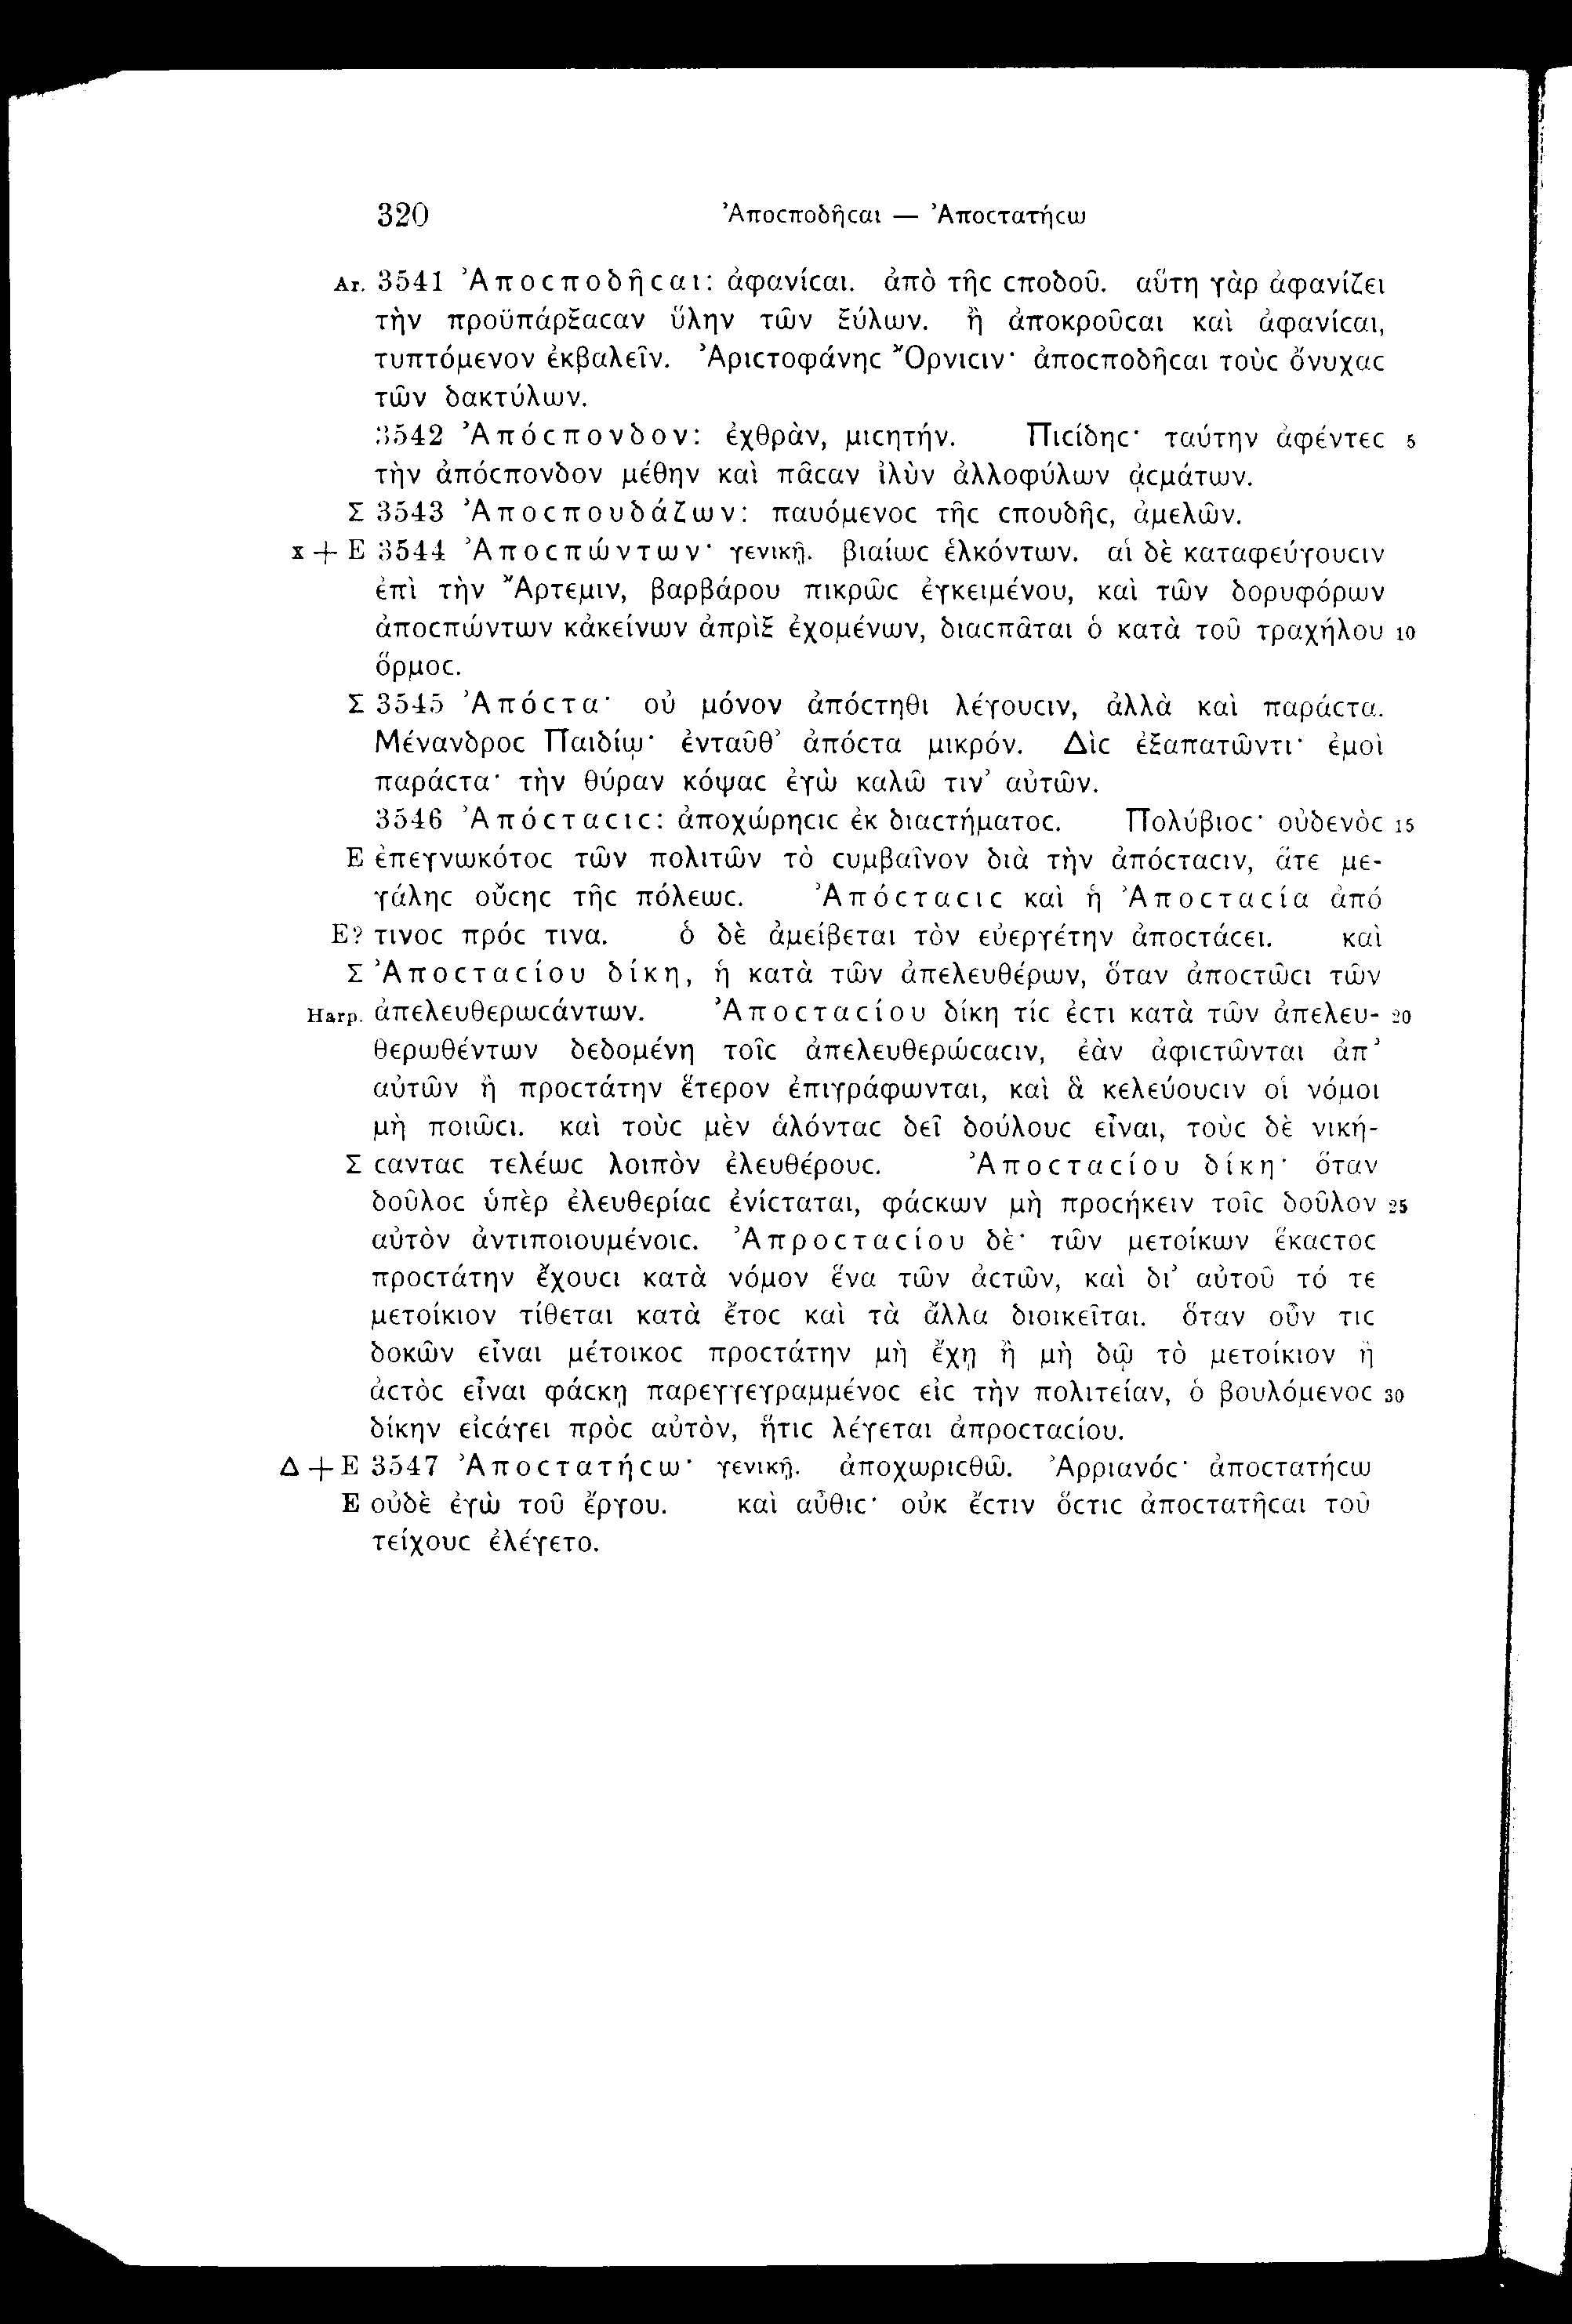 320 Ἀποϲποδῆϲαι — Ἀποϲτατήϲω
Ar. 3541 Ἀποϲποδῆϲαι: ἀφανίϲαι. ἀπὸ τῆϲ ϲποδοῦ. αὕτη γὰρ ἀφανίζει
τὴν προϋπάρξαϲαν ὕλην τῶν ξύλων. ἢ ἀποκροῦϲαι καὶ ἀφανίϲαι,
τυπτόμενον ἐκβαλεῖν. Ἀριϲτοφάνηϲ Ὄρνιϲιν· ἀποϲποδῆϲαι τοὺϲ ὄνυχαϲ
τῶν δακτύλων.
3542 Ἀπόϲπονδον: ἐχθρὰν, μιϲητήν. Πιϲίδηϲ· ταύτην ἀφέντεϲ 5
τὴν ἀπόϲπονδον μέθην καὶ πᾶϲαν ἰλὺν ἀλλοφύλων ᾀϲμάτων.
Σ 3543 Ἀποϲπουδάζων: παυόμενοϲ τῆϲ ϲπουδῆϲ, ἀμελῶν.
x + E 3544 Ἀποϲπώντων· γενικῇ. βιαίωϲ ἑλκόντων. αἱ δὲ καταφεύγουϲιν
ἐπὶ τὴν Ἄρτεμιν, βαρβάρου πικρῶϲ ἐγκειμένου, καὶ τῶν δορυφόρων
ἀποϲπώντων κἀκείνων ἀπρὶξ ἐχομένων, διαϲπᾶται ὁ κατὰ τοῦ τραχήλου 10
ὅρμοϲ.
Σ 3545 Ἀπόϲτα· οὐ μόνον ἀπόϲτηθι λέγουϲιν, ἀλλὰ καὶ παράϲτα.
Μένανδροϲ Παιδίῳ· ἐνταῦθ’ ἀπόϲτα μικρόν. Δὶϲ ἐξαπατῶντι· ἐμοὶ
παράϲτα· τὴν θύραν κόψαϲ ἐγὼ καλῶ τιν’ αὐτῶν.
3546 Ἀπόϲταϲιϲ: ἀποχώρηϲιϲ ἐκ διαϲτήματοϲ. Πολύβιοϲ· οὐδενὸϲ 15
E ἐπεγνωκότοϲ τῶν πολιτῶν τὸ ϲυμβαῖνον διὰ τὴν ἀπόϲταϲιν, ἅτε με-
γάληϲ οὔϲηϲ τῆϲ πόλεωϲ. Ἀπόϲταϲιϲ καὶ ἡ Ἀποϲταϲία ἀπό
E? τινοϲ πρόϲ τινα. ὁ δὲ ἀμείβεται τὸν εὐεργέτην ἀποϲτάϲει. καὶ
Σ Ἀποϲταϲίου δίκη, ἡ κατὰ τῶν ἀπελευθέρων, ὅταν ἀποϲτῶϲι τῶν
Harp. ἀπελευθερωϲάντων. Ἀποϲταϲίου δίκη τίϲ ἐϲτι κατὰ τῶν ἀπελευ- 20
θερωθέντων δεδομένη τοῖϲ ἀπελευθερώϲαϲιν, ἐὰν ἀφιϲτῶνται ἀπ’
αὐτῶν ἢ προϲτάτην ἕτερον ἐπιγράφωνται, καὶ ἃ κελεύουϲιν οἱ νόμοι
μὴ ποιῶϲι. καὶ τοὺϲ μὲν ἁλόνταϲ δεῖ δούλουϲ εἶναι, τοὺϲ δὲ νική-
Σ ϲανταϲ τελέωϲ λοιπὸν ἐλευθέρουϲ. Ἀποϲταϲίου δίκη· ὅταν
δοῦλοϲ ὑπὲρ ἐλευθερίαϲ ἐνίϲταται, φάϲκων μὴ προϲήκειν τοῖϲ δοῦλον 25
αὐτὸν ἀντιποιουμένοιϲ. Ἀπροϲταϲίου δὲ· τῶν μετοίκων ἕκαϲτοϲ
προϲτάτην ἔχουϲι κατὰ νόμον ἕνα τῶν ἀϲτῶν, καὶ δι’ αὐτοῦ τό τε
μετοίκιον τίθεται κατὰ ἔτοϲ καὶ τὰ ἄλλα διοικεῖται. ὅταν οὖν τιϲ
δοκῶν εἶναι μέτοικοϲ προϲτάτην μὴ ἔχῃ ἢ μὴ δῷ τὸ μετοίκιον ἢ
ἀϲτὸϲ εἶναι φάϲκῃ παρεγγεγραμμένοϲ εἰϲ τὴν πολιτείαν, ὁ βουλόμενοϲ 30
δίκην εἰϲάγει πρὸϲ αὐτὸν, ἥτιϲ λέγεται ἀπροϲταϲίου.
Δ + E 3547 Ἀποϲτατήϲω· γενικῇ. ἀποχωριϲθῶ. Ἀρριανόϲ· ἀποϲτατήϲω
E οὐδὲ ἐγὼ τοῦ ἔργου. καὶ αὖθιϲ· οὐκ ἔϲτιν ὅϲτιϲ ἀποϲτατῆϲαι τοῦ
τείχουϲ ἐλέγετο.